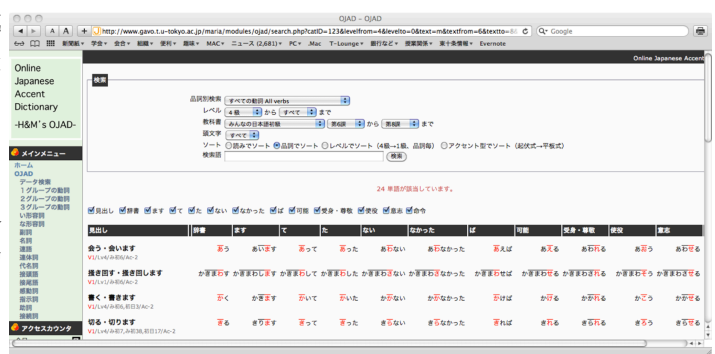 OJAD – OJAD
http://www.gavo.t.u-tokyo.ac.jp/maria/modules/ojad/search.php?catID=123&levelfrom=4&levelto=0&text=m&textfrom=6&textto=8
Google
新聞紙 学会 会合 組織 便利 趣味 MAC ニュース (2,681) PC .Mac T-Lounge 銀行など 授業関係 東十条情報 Evernote
Online Japanese Accent
Online
Japanese
Accent
Dictionary
-H&M's OJAD-
メインメニュー
ホーム
OJAD
データ検索
1グループの動詞
2グループの動詞
3グループの動詞
い形容詞
な形容詞
副詞
名詞
連語
連体詞
代名詞
接頭語
接尾語
感動詞
指示詞
助詞
接続詞
アクセスカウンタ
検索
品詞別検索 すべての動詞 All verbs
レベル 4級 から すべて まで
教科書 みんなの日本語初級 第6課 から 第8課 まで
頭文字 すべて
ソート 読みでソート 品詞でソート レベルでソート (4級→1級、品詞毎) アクセント型でソート (起伏式→平板式)
検索語 検索
24 単語が該当しています。
見出し 辞書 ます て た ない なかった ば 可能 受身・尊敬 使役 意志 命令
見出し 辞書 ます て た ない なかった ば 可能 受身・尊敬 使役 意志
会う・会います あう あいます あって あった あわない あわなかった あえば あえる あわれる あおう あわせる
V1/Lv4/み初6/Ac-2
掻き回す・掻き回します かきまわす かきまわします かきまわして かきまわした かきまわさない かきまわさなかった かきまわせば かきまわせる かきまわされる かきまわそう かきまわさせる
V1/Lv1/み初6/Ac-2
書く・書きます かく かきます かいて かいた かかない かかなかった かけば かける かかれる かこう かかせる
V1/Lv4/み初6,初日3/Ac-2
切る・切ります きる きります きって きった きらない きらなかった きれば きれる きられる きろう きらせる
V1/Lv4/み初7,み初38,初日17/Ac-2